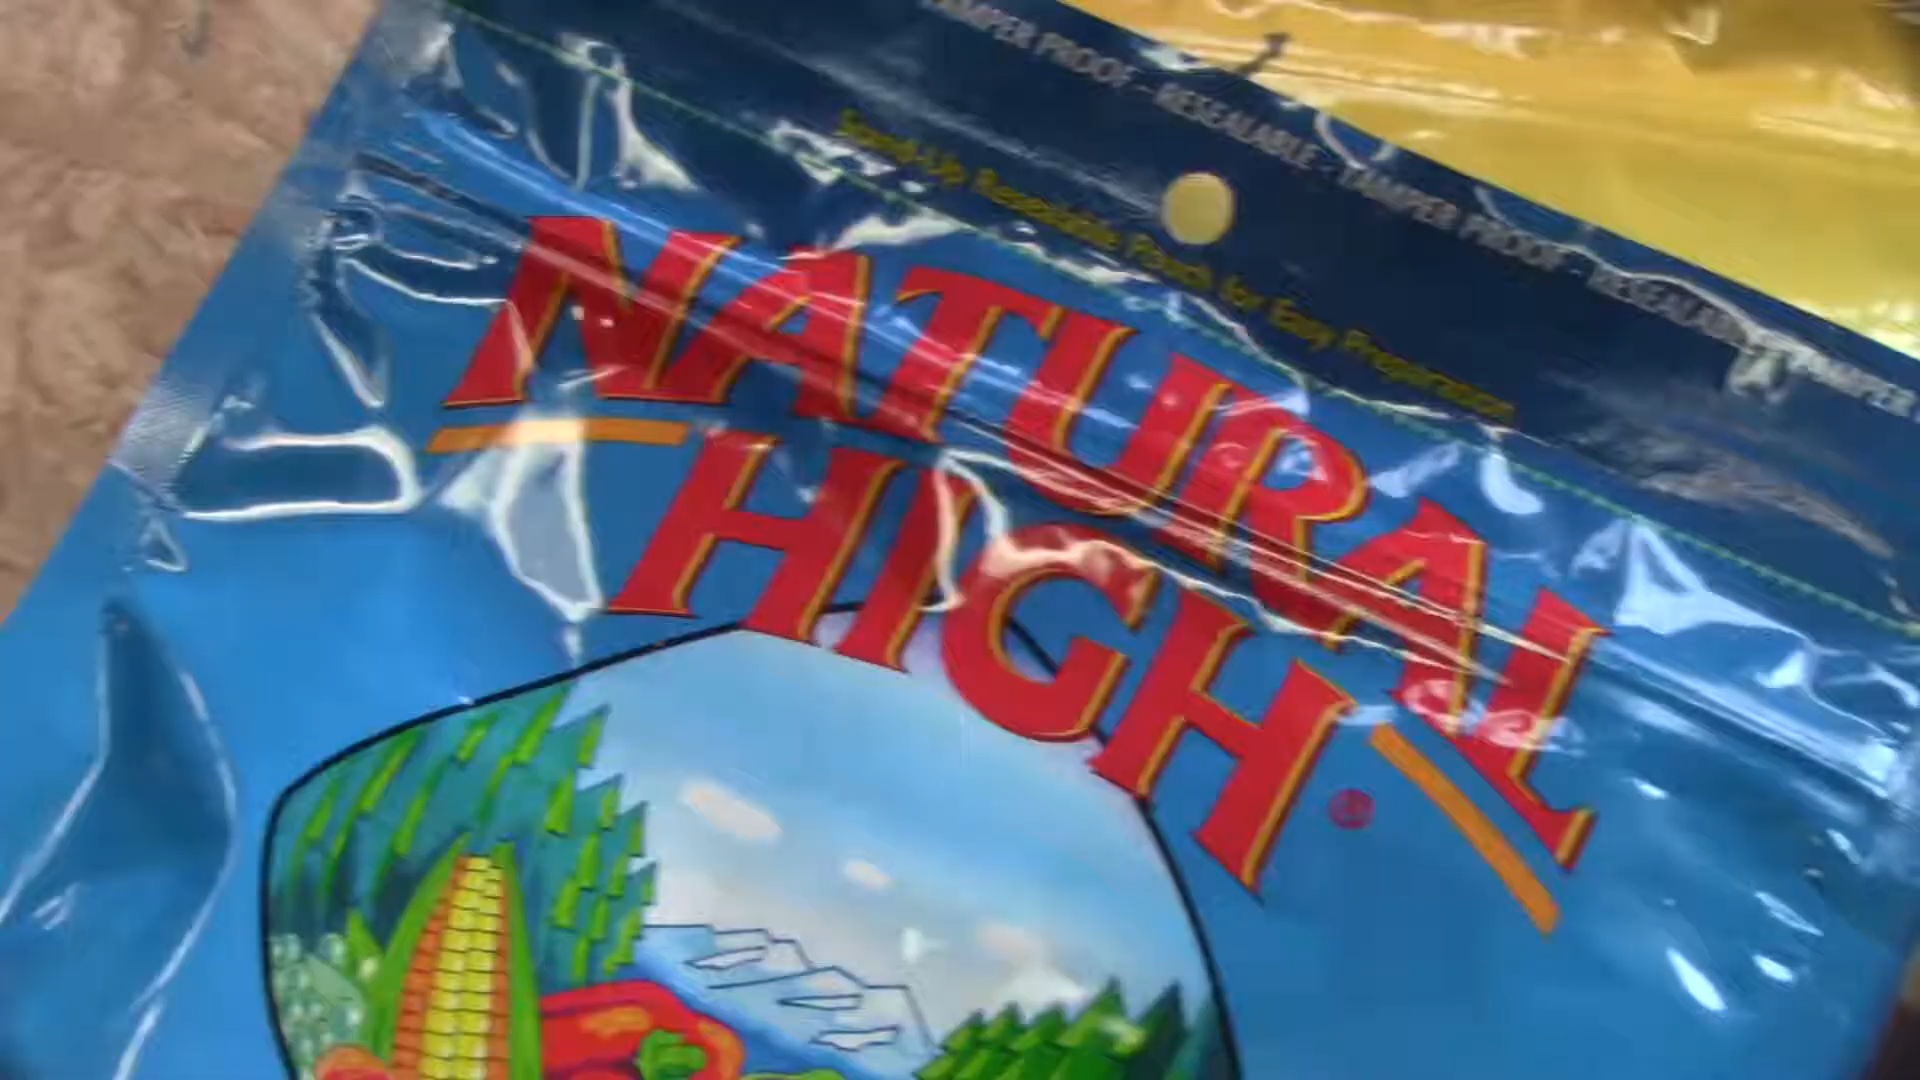 TAMPER PROOF - RESEALABLE - TAMPER PROOF - RESEALABLE - TAMPER
Stand-Up Resealable Pouch for Easy Preparation
NATURAL
HIGH®